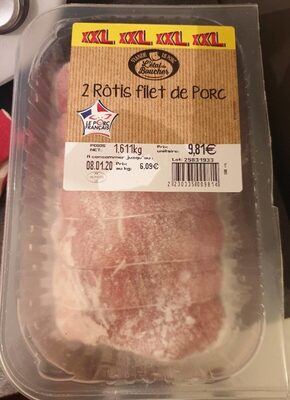 XXL XXL XXL XXL
L'étal du
Boucher
2 Rôtis filet de Porc
LE PORC
FRANÇAIS
POIDS
NET:
1,611kg
Prix
unitaire:
9,81€
A consommer jusqu'au:
Lot: 25831933
08.01.20
Prix
au kg:
6,09€